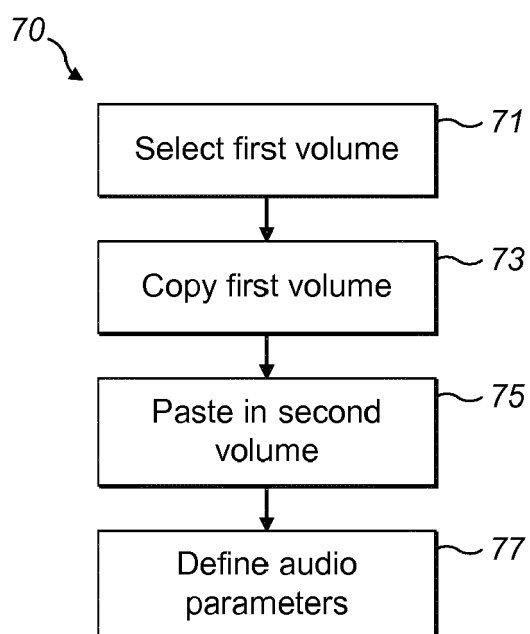 70
Select first volume
71
Copy first volume
73
Paste in second
volume
75
Define audio
parameters
77